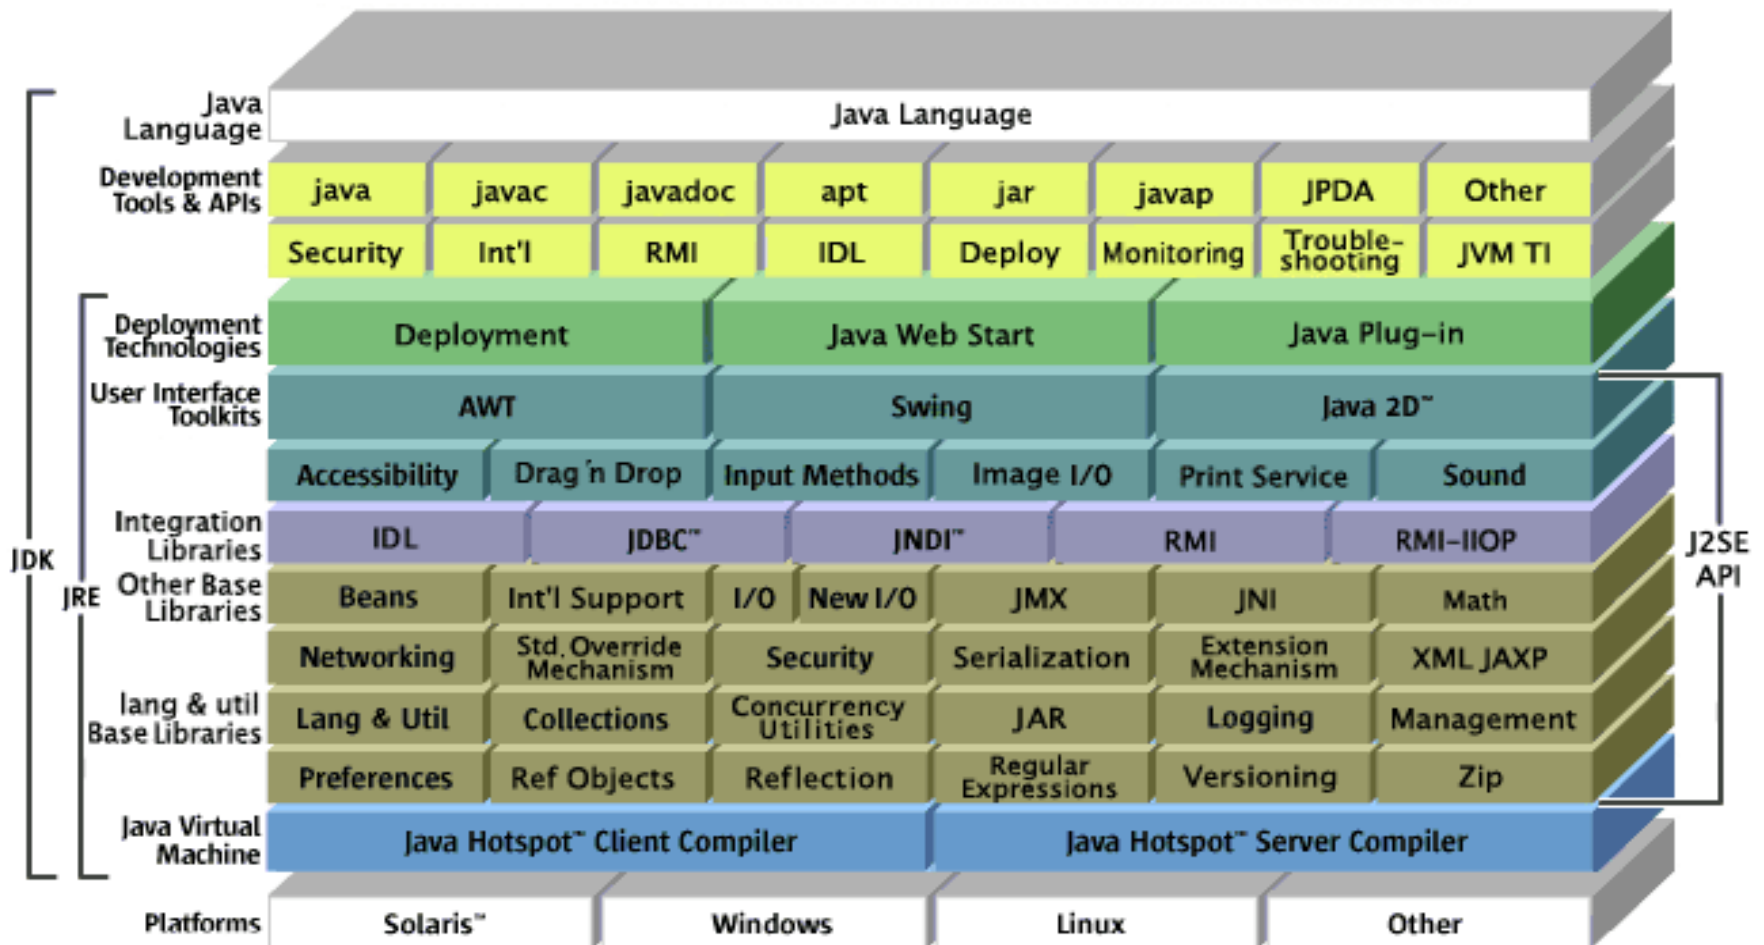 Java
Language
Java Language
Development
Tools & APIs
java javac javadoc apt jar javap JPDA Other
Security Int'l RMI IDL Deploy Monitoring Trouble-
shooting JVM TI
Deployment
Technologies
Deployment Java Web Start Java Plug-in
User Interface
Toolkits
AWT Swing Java 2D™
Accessibility Drag 'n Drop Input Methods Image I/O Print Service Sound
Integration
Libraries
IDL JDBC™ JNDI™ RMI RMI-IIOP
JDK
JRE
J2SE
API
Other Base
Libraries
Beans Int'l Support I/O New I/O JMX JNI Math
Networking Std. Override
Mechanism Security Serialization Extension
Mechanism XML JAXP
lang & util
Base Libraries
Lang & Util Collections Concurrency
Utilities JAR Logging Management
Preferences Ref Objects Reflection Regular
Expressions Versioning Zip
Java Virtual
Machine
Java Hotspot™ Client Compiler Java Hotspot™ Server Compiler
Platforms
Solaris™ Windows Linux Other